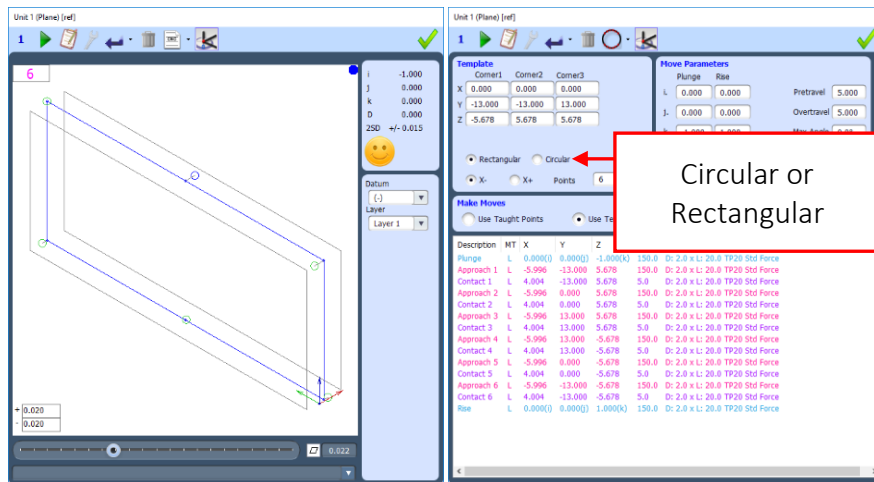 Unit 1 (Plane) [ref]
1
6
i -1.000
j 0.000
k 0.000
D 0.000
2SD +/- 0.015
Datum
(-)
Layer
Layer 1
+ 0.020
- 0.020
0.022
Unit 1 (Plane) [ref]
1
Template
Corner1 Corner2 Corner3
X 0.000 0.000 0.000
Y -13.000 -13.000 13.000
Z -5.678 5.678 5.678
Rectangular Circular
X- X+ Points 6
Move Parameters
Plunge Rise
i. 0.000 0.000 Pretravel 5.000
j. 0.000 0.000 Overtravel 5.000
Circular or
Rectangular
Make Moves
Use Taught Points
Description MT X Y Z
Plunge L 0.000(i) 0.000(j) -1.000(k) 150.0 D: 2.0 x L: 20.0 TP20 Std Force
Approach 1 L -5.996 -13.000 5.678 150.0 D: 2.0 x L: 20.0 TP20 Std Force
Contact 1 L 4.004 -13.000 5.678 5.0 D: 2.0 x L: 20.0 TP20 Std Force
Approach 2 L -5.996 0.000 5.678 150.0 D: 2.0 x L: 20.0 TP20 Std Force
Contact 2 L 4.004 0.000 5.678 5.0 D: 2.0 x L: 20.0 TP20 Std Force
Approach 3 L -5.996 13.000 5.678 150.0 D: 2.0 x L: 20.0 TP20 Std Force
Contact 3 L 4.004 13.000 5.678 5.0 D: 2.0 x L: 20.0 TP20 Std Force
Approach 4 L -5.996 13.000 -5.678 150.0 D: 2.0 x L: 20.0 TP20 Std Force
Contact 4 L 4.004 13.000 -5.678 5.0 D: 2.0 x L: 20.0 TP20 Std Force
Approach 5 L -5.996 0.000 -5.678 150.0 D: 2.0 x L: 20.0 TP20 Std Force
Contact 5 L 4.004 0.000 -5.678 5.0 D: 2.0 x L: 20.0 TP20 Std Force
Approach 6 L -5.996 -13.000 -5.678 150.0 D: 2.0 x L: 20.0 TP20 Std Force
Contact 6 L 4.004 -13.000 -5.678 5.0 D: 2.0 x L: 20.0 TP20 Std Force
Rise L 0.000(i) 0.000(j) 1.000(k) 150.0 D: 2.0 x L: 20.0 TP20 Std Force